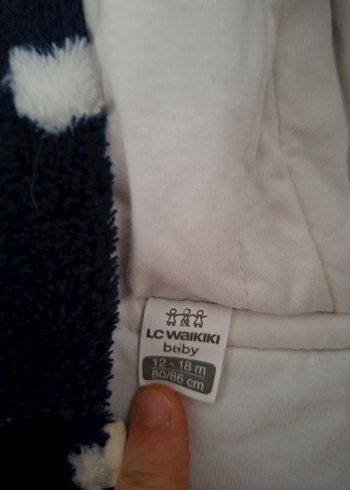 LC WAIKIKI
baby
12 - 18 m
80/86 cm